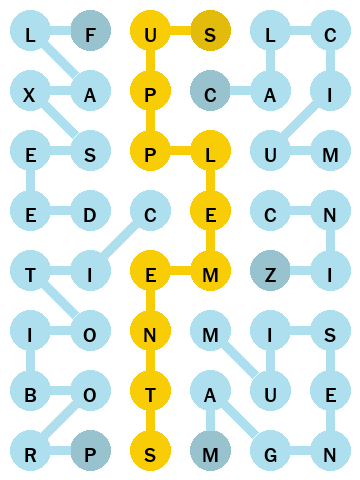 L F U S L C
X A P C A I
E S P L U M
E D C E C N
T I E M Z I
I O N M I S
B O T A U E
R P S M G N